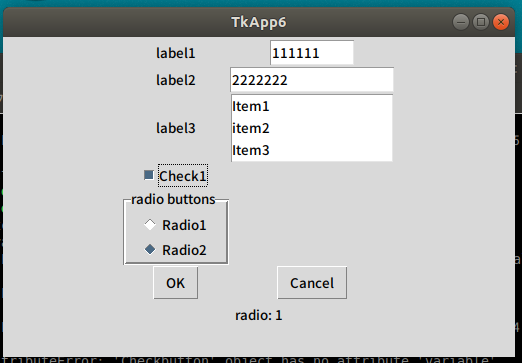 TkApp6
label1 111111
label2 2222222
label3
Item1
item2
Item3
Check1
radio buttons
Radio1
Radio2
OK Cancel
radio: 1
tributeError: 'Checkbutton' object has no attribute 'variable'